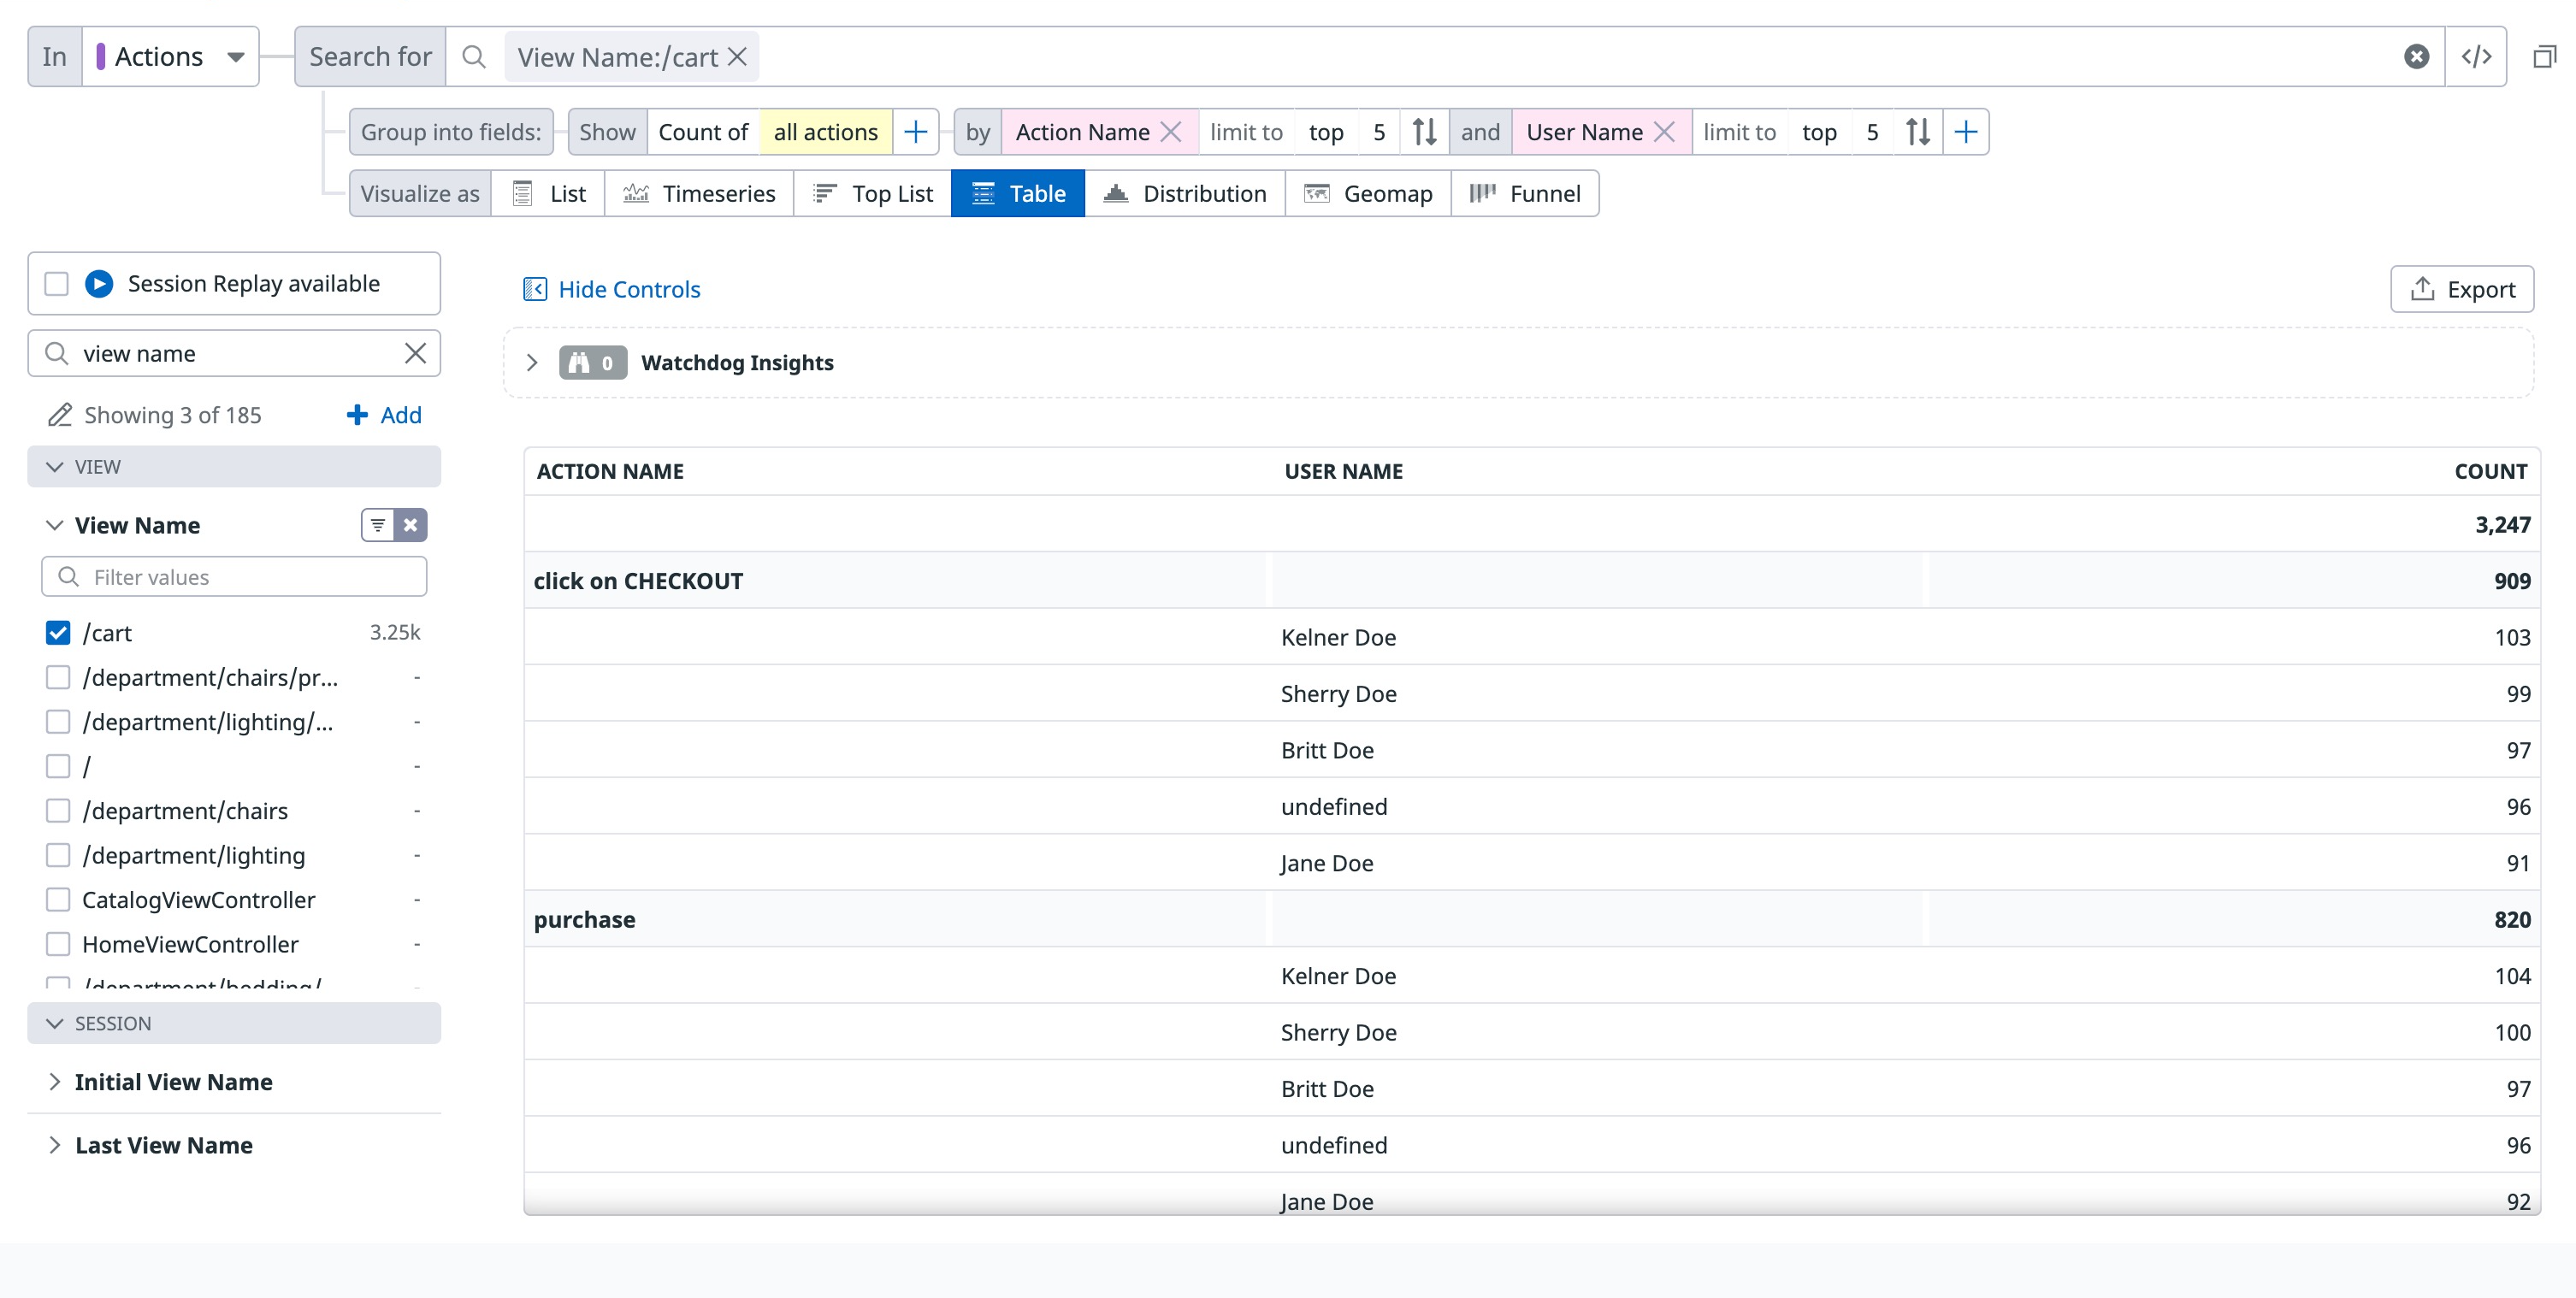 In Actions Search for View Name:/cart </>
Group into fields: Show Count of all actions by Action Name limit to top 5 and User Name limit to top 5
Visualize as List Timeseries Top List Table Distribution Geomap Funnel
Session Replay available
view name
Showing 3 of 185 Add
VIEW
View Name
Filter values
/cart 3.25k
/department/chairs/pr... -
/department/lighting/... -
/ -
/department/chairs -
/department/lighting -
CatalogViewController -
HomeViewController -
/department/bedding/ -
SESSION
Initial View Name
Last View Name
Hide Controls Export
0 Watchdog Insights
ACTION NAME USER NAME COUNT
3,247
click on CHECKOUT 909
Kelner Doe 103
Sherry Doe 99
Britt Doe 97
undefined 96
Jane Doe 91
purchase 820
Kelner Doe 104
Sherry Doe 100
Britt Doe 97
undefined 96
Jane Doe 92